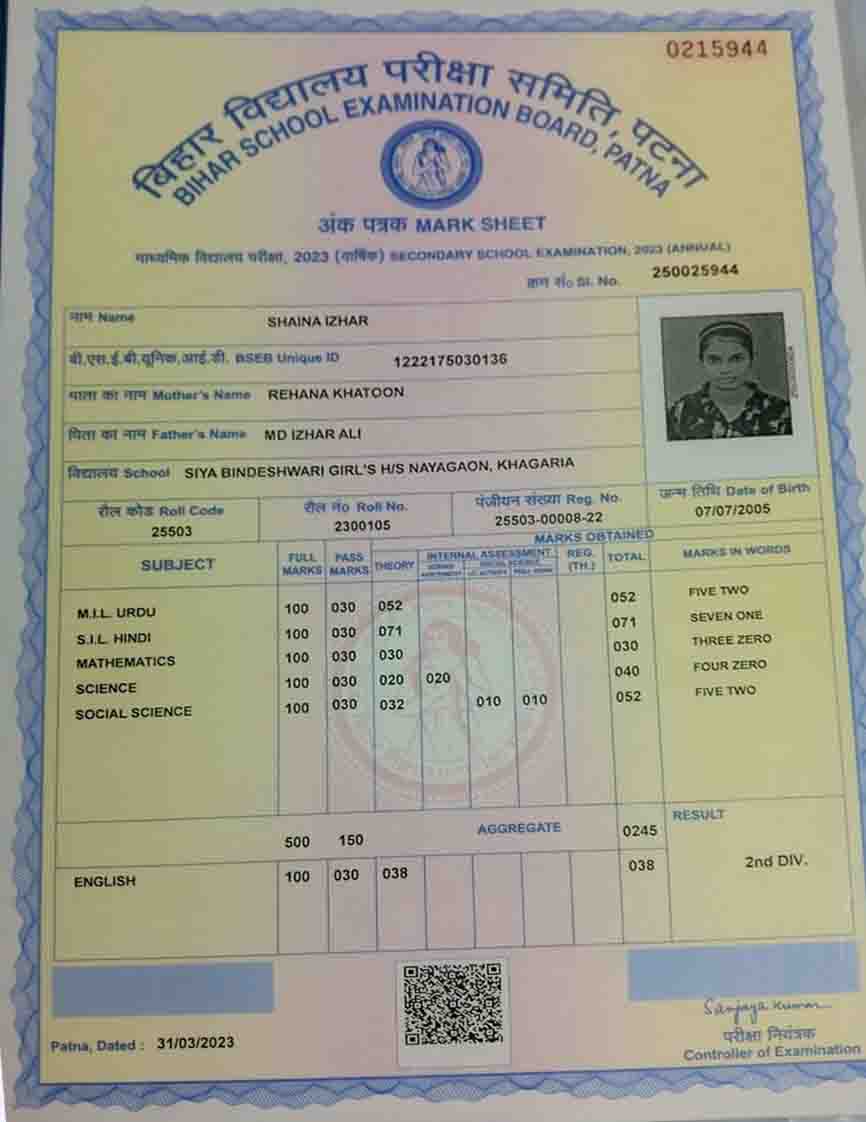 0215944
बिहार विद्यालय परीक्षा समिति, पटना
BIHAR SCHOOL EXAMINATION BOARD, PATNA
अंक पत्रक MARK SHEET
माध्यमिक विद्यालय परीक्षा, 2023 (वार्षिक) SECONDARY SCHOOL EXAMINATION, 2023 (ANNUAL)
क्रम सं० Sl. No. 250025944
नाम Name SHAINA IZHAR
बी.एस.ई.बी.यूनिक.आई.डी. BSEB Unique ID 1222175030136
माता का नाम Mother's Name REHANA KHATOON
पिता का नाम Father's Name MD IZHAR ALI
विद्यालय School SIYA BINDESHWARI GIRL'S H/S NAYAGAON, KHAGARIA
रौल कोड Roll Code रौल नं० Roll No. पंजीयन संख्या Reg. No. जन्म तिथि Date of Birth
25503 2300105 25503-00008-22 07/07/2005
MARKS OBTAINED
SUBJECT FULL MARKS PASS MARKS THEORY INTERNAL ASSESSMENT REG. (TH.) TOTAL MARKS IN WORDS
M.I.L. URDU 100 030 052 052 FIVE TWO
S.I.L. HINDI 100 030 071 071 SEVEN ONE
MATHEMATICS 100 030 030 030 THREE ZERO
SCIENCE 100 030 020 020 040 FOUR ZERO
SOCIAL SCIENCE 100 030 032 010 010 052 FIVE TWO
500 150 AGGREGATE 0245 RESULT
ENGLISH 100 030 038 038 2nd DIV.
Sanjaya Kumar
Patna, Dated : 31/03/2023
परीक्षा नियंत्रक
Controller of Examination